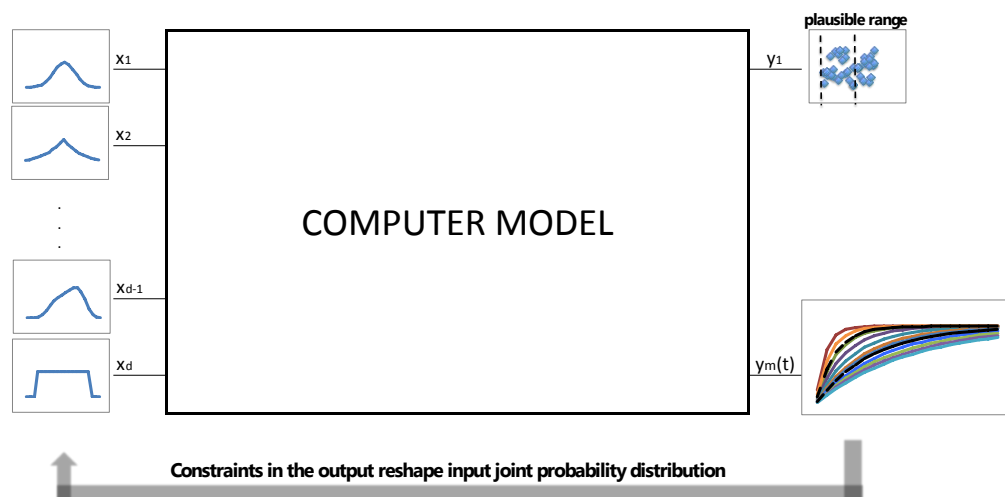 plausible range
x1
y1
x2
.
.
.
COMPUTER MODEL
xd-1
xd
ym(t)
Constraints in the output reshape input joint probability distribution